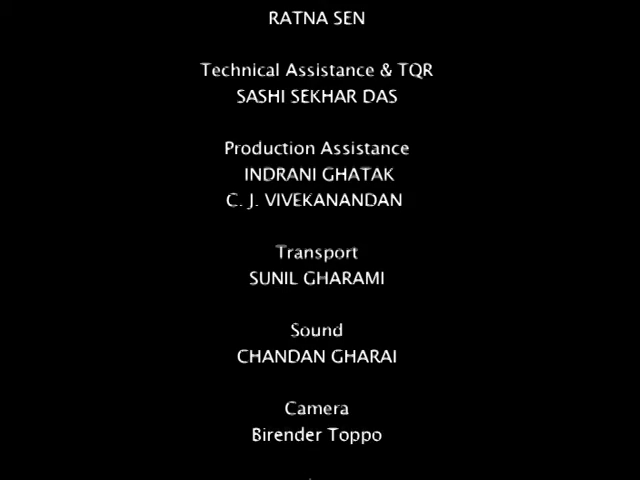 RATNA SEN
Technical Assistance & TQR
SASHI SEKHAR DAS
Production Assistance
INDRANI GHATAK
C. J. VIVEKANANDAN
Transport
SUNIL GHARAMI
Sound
CHANDAN GHARAI
Camera
Birender Toppo